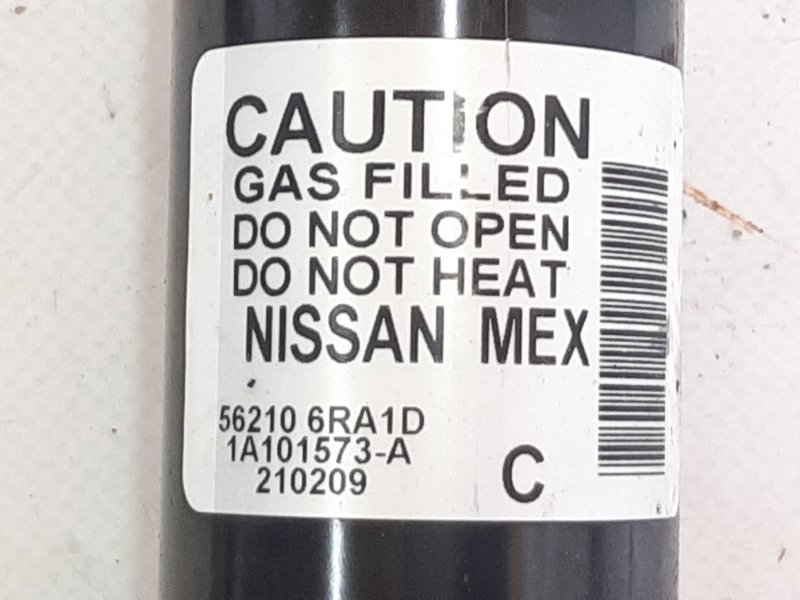 CAUTION
GAS FILLED
DO NOT OPEN
DO NOT HEAT
NISSAN MEX
56210 6RA1D
1A101573-A
210209
C